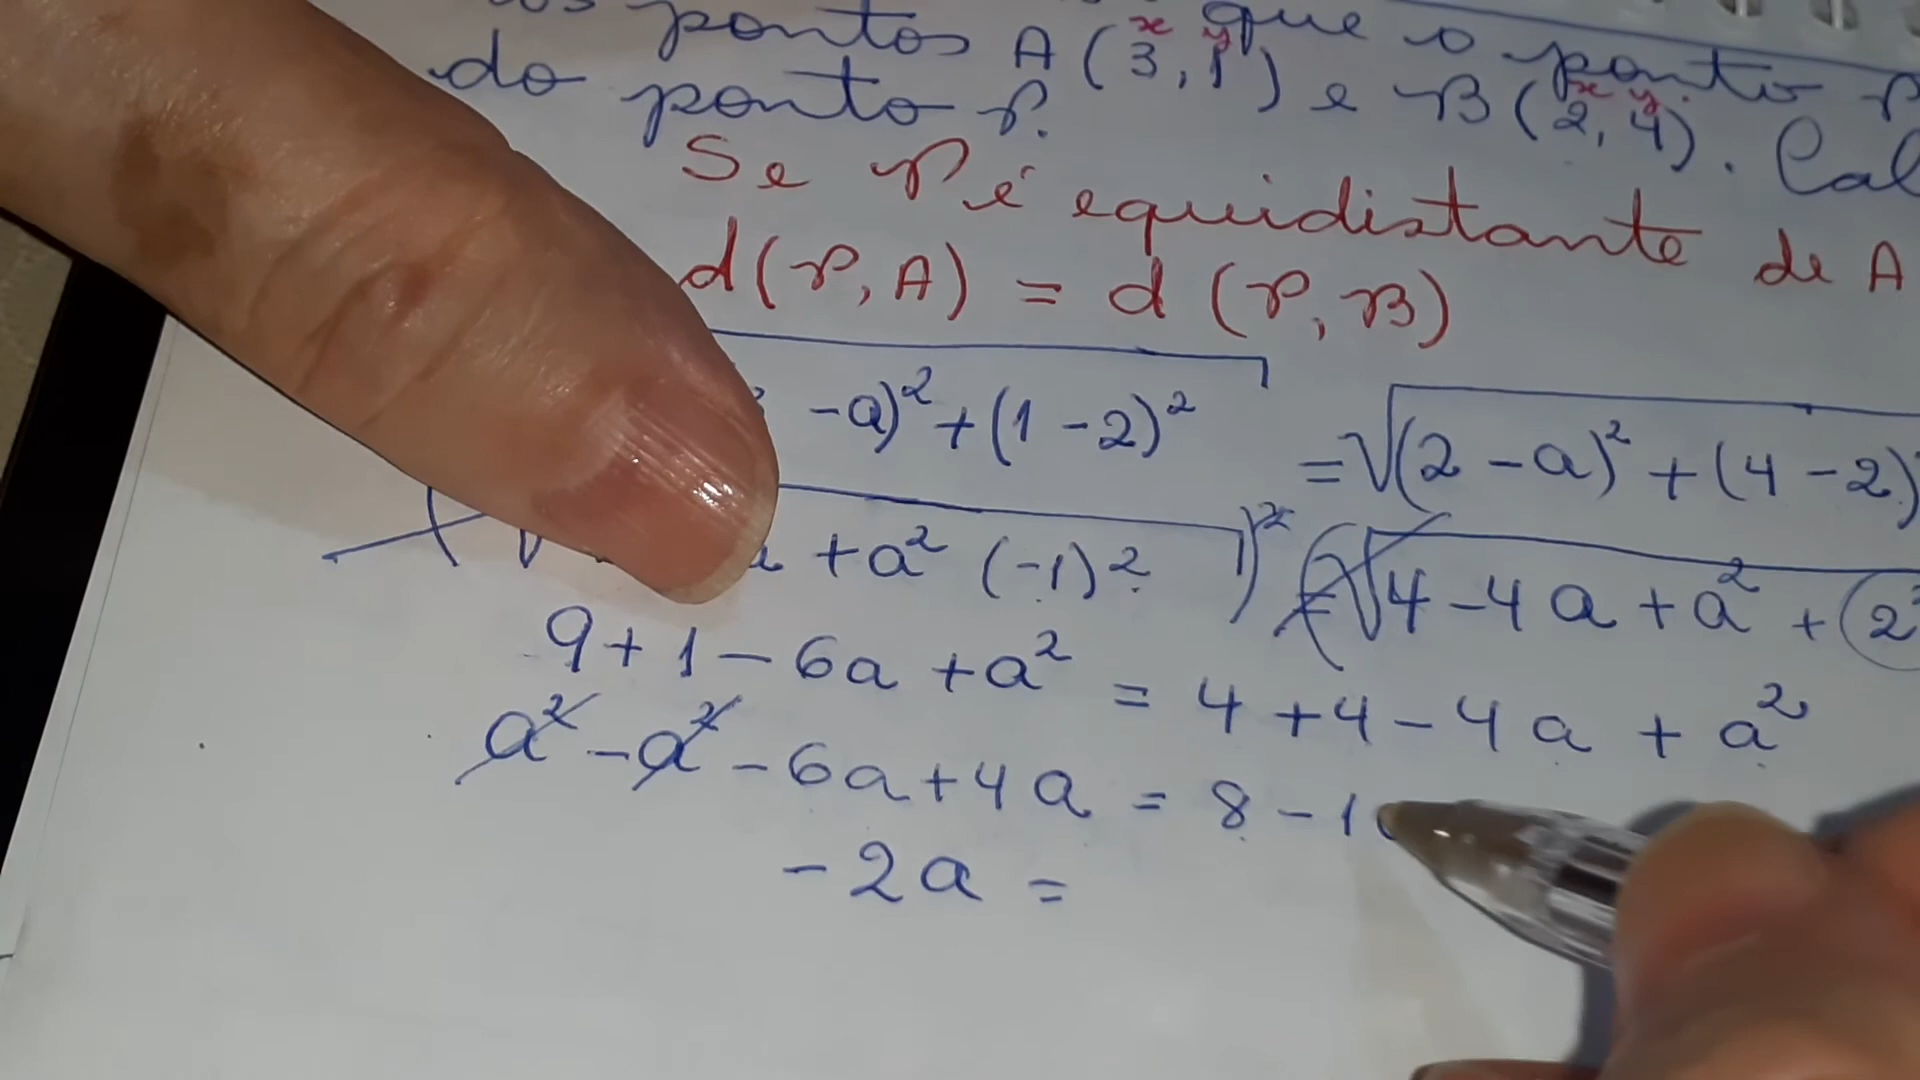 pontos A (3, 1) e B (2, 4). Cal
que o ponto P
do ponto P.
x y
x y
Se P é equidistante de A
d(P, A) = d (P, B)
-a)² + (1 - 2)² = √(2 - a)² + (4 - 2)
+ a² (-1)² )² = (√4 - 4a + a² + 2²
9 + 1 - 6a + a² = 4 + 4 - 4a + a²
a² - a² - 6a + 4a = 8 - 1
- 2a =